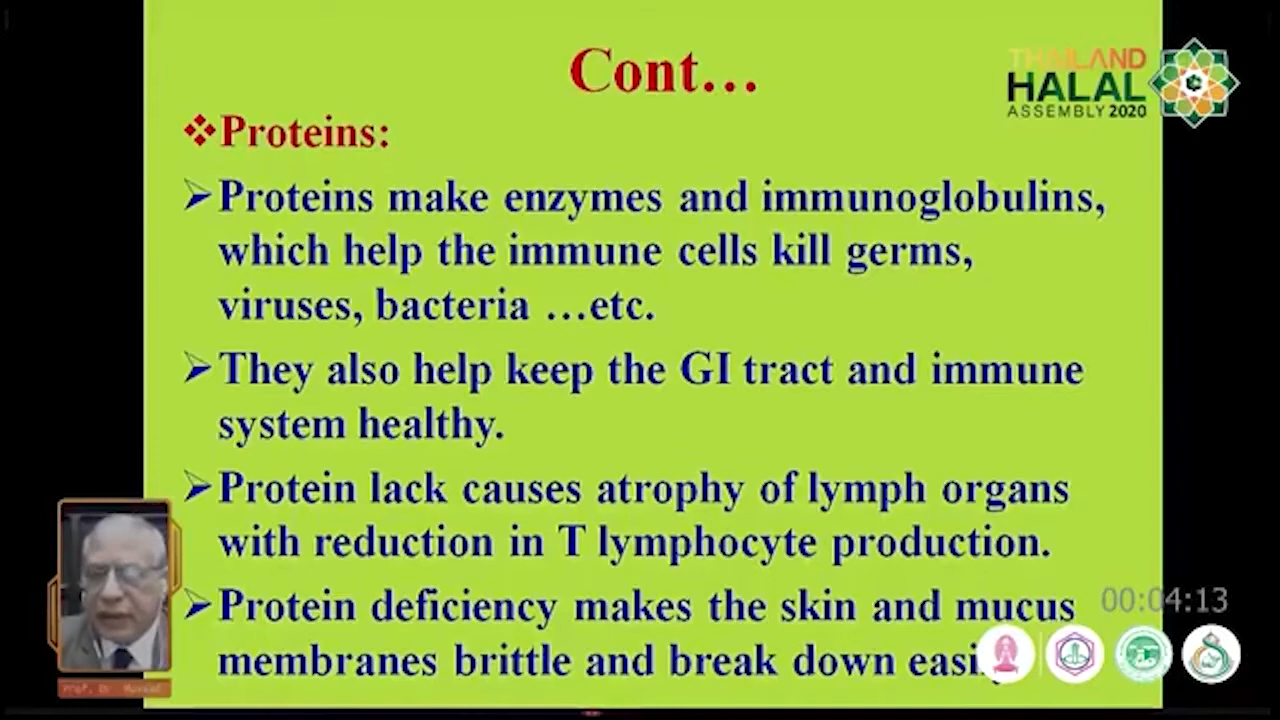 Cont…
THAILAND
HALAL
ASSEMBLY 2020
Proteins:
Proteins make enzymes and immunoglobulins,
which help the immune cells kill germs,
viruses, bacteria …etc.
They also help keep the GI tract and immune
system healthy.
Protein lack causes atrophy of lymph organs
with reduction in T lymphocyte production.
Protein deficiency makes the skin and mucus
membranes brittle and break down
00:04:13
Prof. Dr